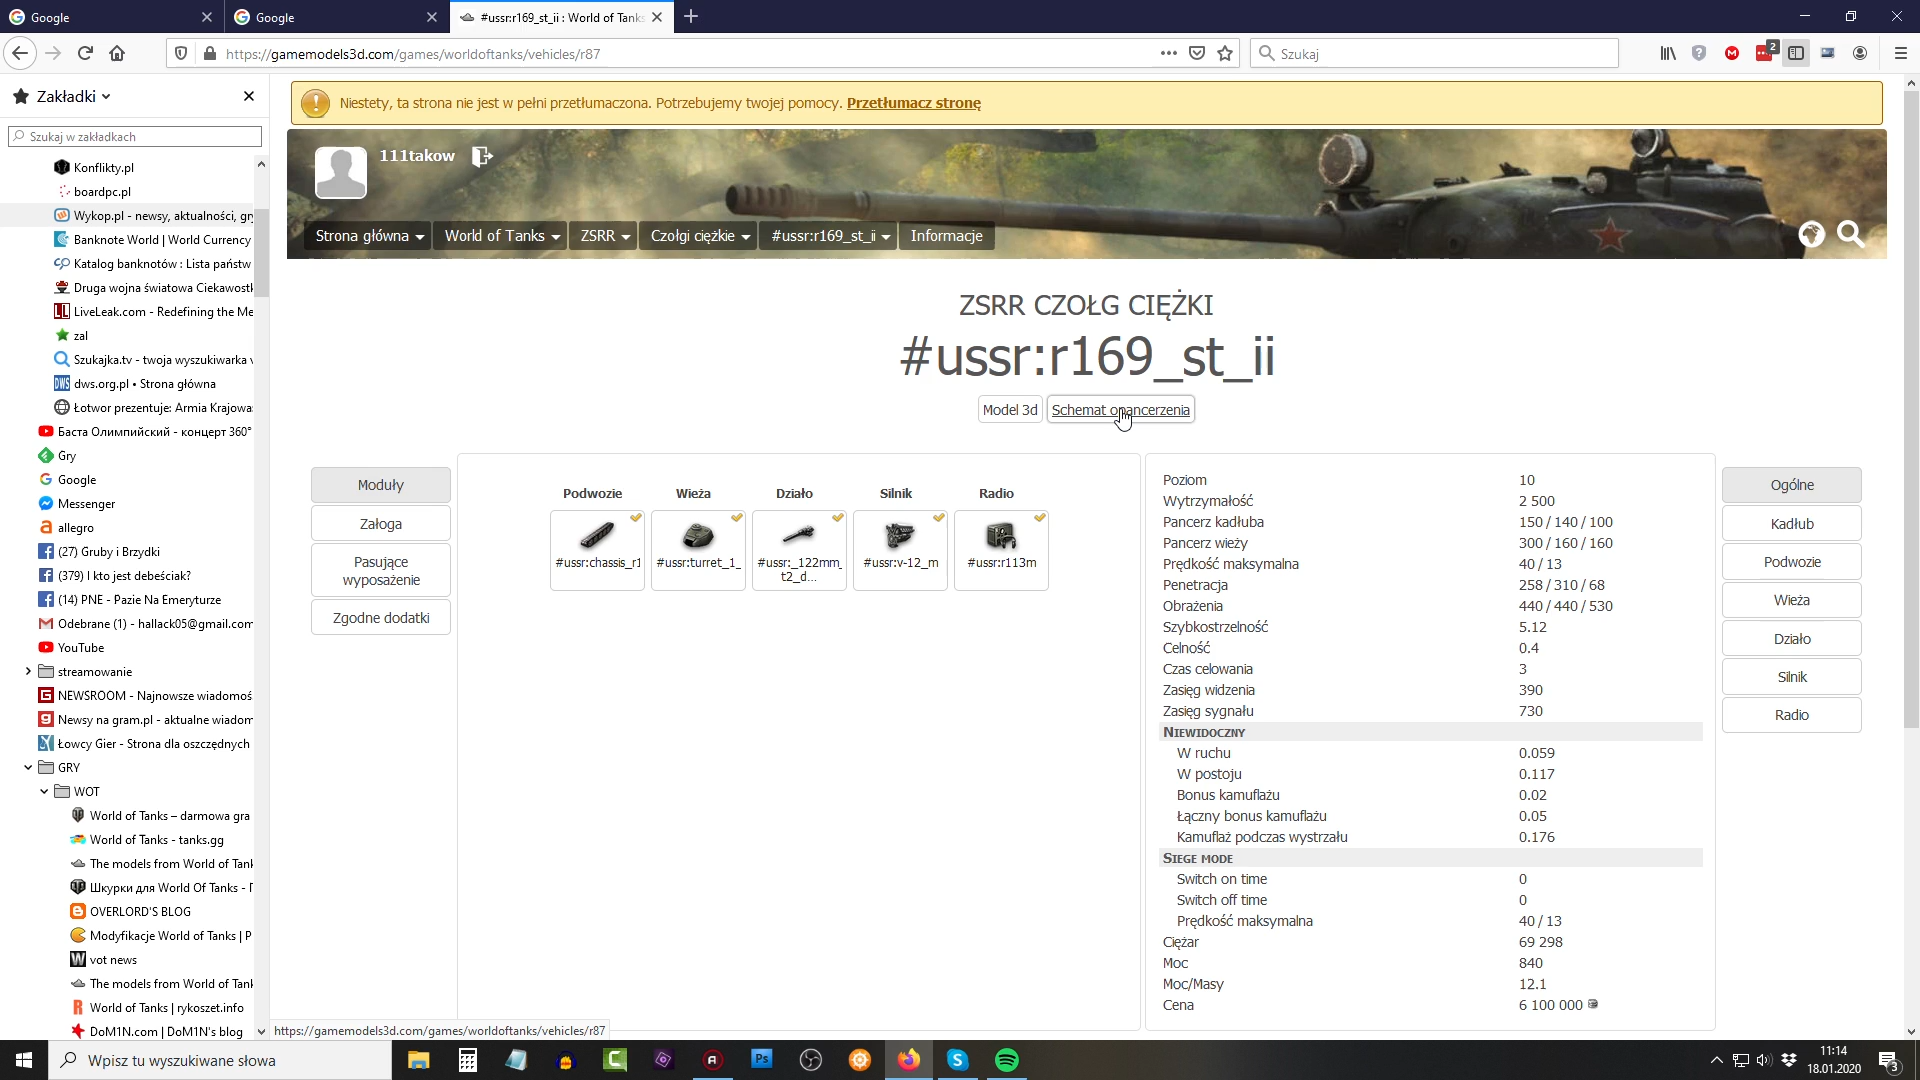 Google
Google
#ussr:r169_st_ii : World of Tanks
https://gamemodels3d.com/games/worldoftanks/vehicles/r87
Szukaj
2
Zakładki
Szukaj w zakładkach
Konflikty.pl
boardpc.pl
Wykop.pl - newsy, aktualności, gry
Banknote World | World Currency
Katalog banknotów : Lista państw
Druga wojna światowa Ciekawostk
LiveLeak.com - Redefining the Me
zal
Szukajka.tv - twoja wyszukiwarka v
dws.org.pl • Strona główna
Łotwor prezentuje: Armia Krajowa:
Баста Олимпийский - концерт 360°
Gry
Google
Messenger
allegro
(27) Gruby i Brzydki
(379) I kto jest debeściak?
(14) PNE - Pazie Na Emeryturze
Odebrane (1) - hallack05@gmail.com
YouTube
streamowanie
NEWSROOM - Najnowsze wiadomoś
Newsy na gram.pl - aktualne wiadom
Łowcy Gier - Strona dla oszczędnych
GRY
WOT
World of Tanks – darmowa gra
World of Tanks - tanks.gg
The models from World of Tank
Шкурки для World Of Tanks - Г
OVERLORD'S BLOG
Modyfikacje World of Tanks | P
vot news
The models from World of Tank
World of Tanks | rykoszet.info
DoM1N.com | DoM1N's blog
Niestety, ta strona nie jest w pełni przetłumaczona. Potrzebujemy twojej pomocy. Przetłumacz stronę
111takow
Strona główna World of Tanks ZSRR Czołgi ciężkie #ussr:r169_st_ii Informacje
ZSRR CZOŁG CIĘŻKI
#ussr:r169_st_ii
Model 3d Schemat opancerzenia
Moduły
Załoga
Pasujące
wyposażenie
Zgodne dodatki
Podwozie Wieża Działo Silnik Radio
#ussr:chassis_r1 #ussr:turret_1_ #ussr:_122mm_ #ussr:v-12_m #ussr:r113m
t2_d...
Poziom 10
Wytrzymałość 2 500
Pancerz kadłuba 150 / 140 / 100
Pancerz wieży 300 / 160 / 160
Prędkość maksymalna 40 / 13
Penetracja 258 / 310 / 68
Obrażenia 440 / 440 / 530
Szybkostrzelność 5.12
Celność 0.4
Czas celowania 3
Zasięg widzenia 390
Zasięg sygnału 730
NIEWIDOCZNY
W ruchu 0.059
W postoju 0.117
Bonus kamuflażu 0.02
Łączny bonus kamuflażu 0.05
Kamuflaż podczas wystrzału 0.176
SIEGE MODE
Switch on time 0
Switch off time 0
Prędkość maksymalna 40 / 13
Ciężar 69 298
Moc 840
Moc/Masy 12.1
Cena 6 100 000
Ogólne
Kadłub
Podwozie
Wieża
Działo
Silnik
Radio
https://gamemodels3d.com/games/worldoftanks/vehicles/r87
Wpisz tu wyszukiwane słowa
11:14
18.01.2020
3